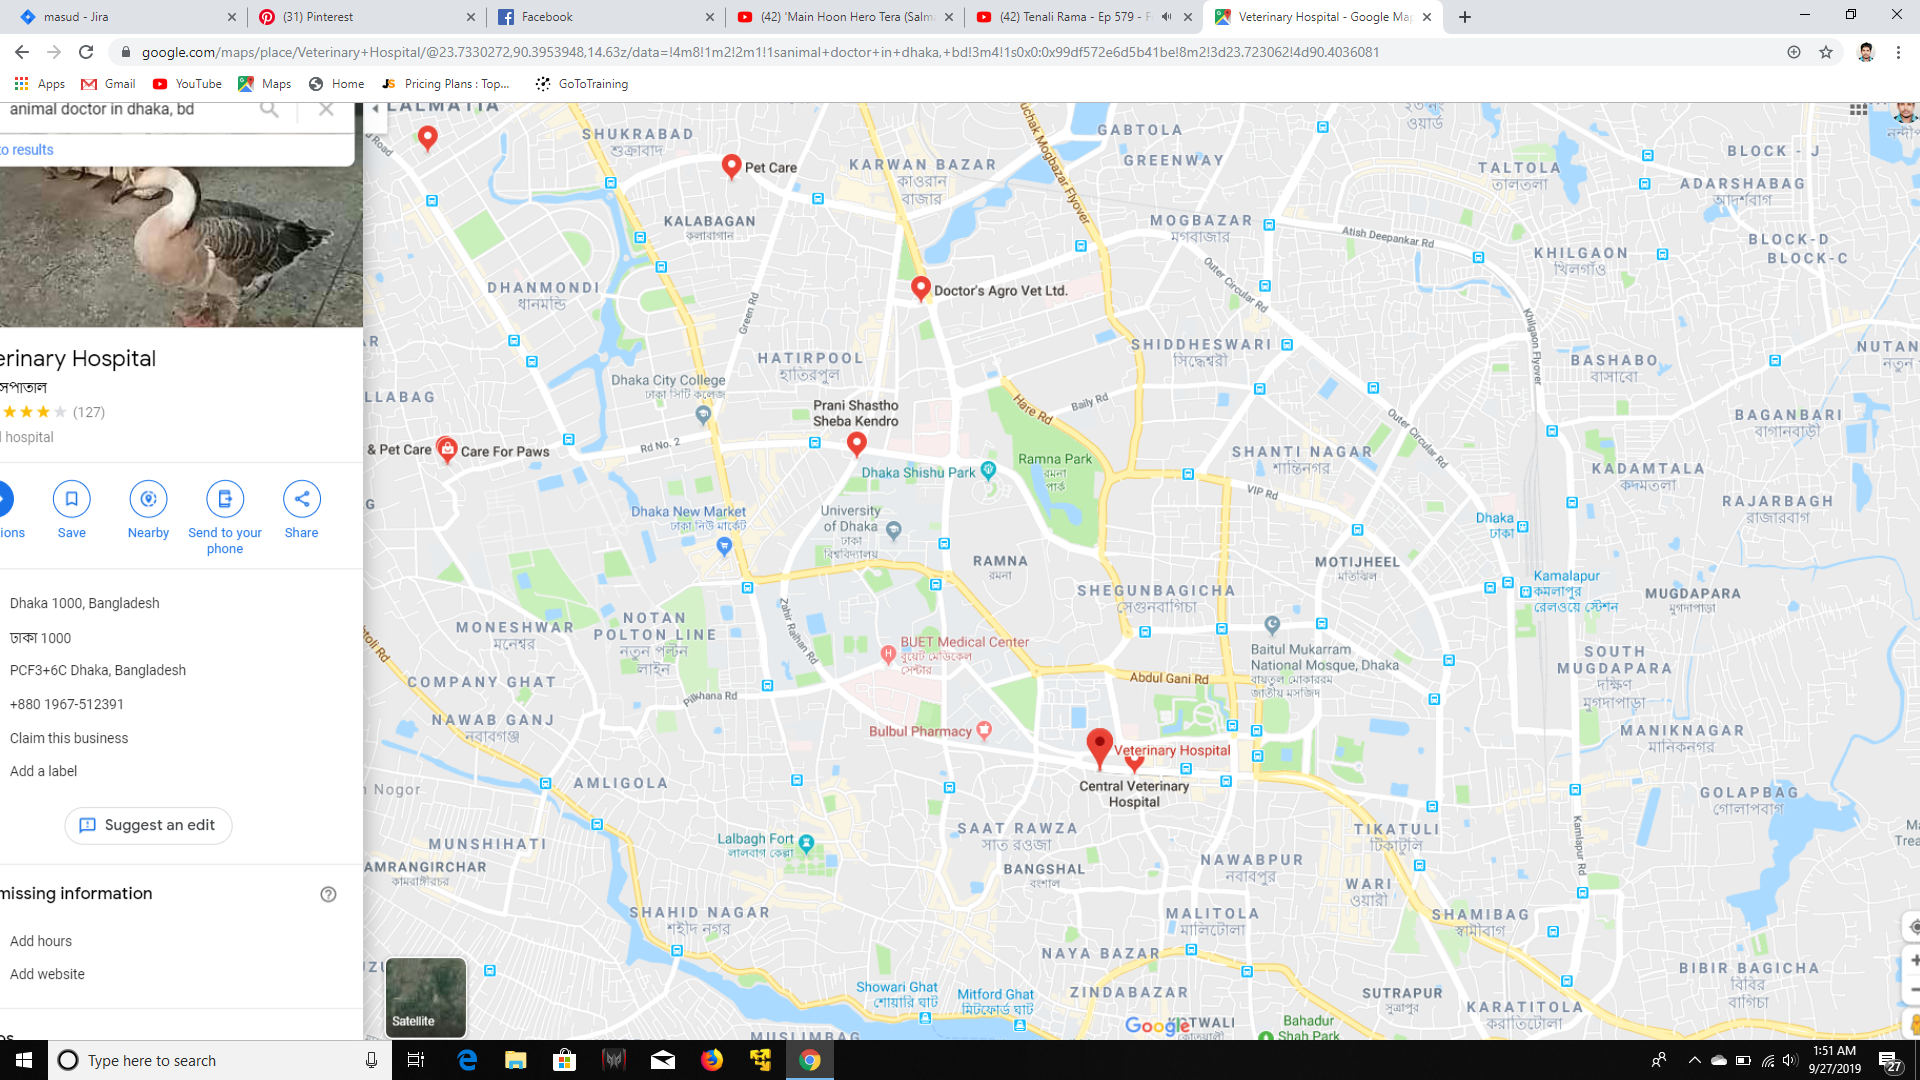 masud - Jira
(31) Pinterest
Facebook
(42) 'Main Hoon Hero Tera (Salm
(42) Tenali Rama - Ep 579 - F
Veterinary Hospital - Google Map
google.com/maps/place/Veterinary+Hospital/@23.7330272,90.3953948,14.63z/data=!4m8!1m2!2m1!1sanimal+doctor+in+dhaka,+bd!3m4!1s0x0:0x99df572e6d5b41be!8m2!3d23.723062!4d90.4036081
Apps
Gmail
YouTube
Maps
Home
JS Pricing Plans : Top...
GoToTraining
animal doctor in dhaka, bd
to results
erinary Hospital
সপাতাল
(127)
l hospital
ions
Save
Nearby
Send to your
phone
Share
Dhaka 1000, Bangladesh
ঢাকা 1000
PCF3+6C Dhaka, Bangladesh
+880 1967-512391
Claim this business
Add a label
Suggest an edit
missing information
Add hours
Add website
LALMATIA
SHUKRABAD
শুক্রাবাদ
Pet Care
KARWAN BAZAR
কাওরান
বাজার
GABTOLA
GREENWAY
uchak Mogbazar Flyover
ওয়ার্ড
TALTOLA
তালতলা
BLOCK - J
ADARSHABAG
আদর্শবাগ
KALABAGAN
কলাবাগান
MOGBAZAR
মগবাজার
Atish Deepankar Rd
KHILGAON
খিলগাঁও
BLOCK-D
BLOCK-C
DHANMONDI
ধানমন্ডি
Green Rd
Doctor's Agro Vet Ltd.
Outer Circular Rd
Khilgaon Flyover
SHIDDHESWARI
সিদ্ধেশ্বরী
BASHABO
বাসাবো
NUTAN
নতুন
HATIRPOOL
হাতিরপুল
Dhaka City College
ঢাকা সিটি কলেজ
Prani Shastho
Sheba Kendro
Hare Rd
Baily Rd
Outer Circular Rd
BAGANBARI
বাগানবাড়ী
LLABAG
& Pet Care
Care For Paws
Rd No. 2
Dhaka Shishu Park
Ramna Park
রমনা
পার্ক
SHANTI NAGAR
শান্তিনগর
KADAMTALA
কদমতলা
VIP Rd
RAJARBAGH
রাজারবাগ
Dhaka New Market
ঢাকা নিউ মার্কেট
University
of Dhaka
ঢাকা
বিশ্ববিদ্যালয়
Dhaka
ঢাকা
RAMNA
রমনা
MOTIJHEEL
মতিঝিল
Kamalapur
কমলাপুর
রেলওয়ে স্টেশন
MUGDAPARA
মুগদাপাড়া
SHEGUNBAGICHA
সেগুনবাগিচা
MONESHWAR
মনেশ্বর
NOTAN
POLTON LINE
নতুন পল্টন
লাইন
Zahir Raihan Rd
BUET Medical Center
বুয়েট মেডিকেল
সেন্টার
Baitul Mukarram
National Mosque, Dhaka
বায়তুল মোকাররম
জাতীয় মসজিদ
SOUTH
MUGDAPARA
দক্ষিণ
মুগদাপাড়া
COMPANY GHAT
Pilkhana Rd
Abdul Gani Rd
NAWAB GANJ
নবাবগঞ্জ
Bulbul Pharmacy
Veterinary Hospital
Central Veterinary
Hospital
MANIKNAGAR
মানিকনগর
AMLIGOLA
Nogor
GOLAPBAG
গোলাপবাগ
MUNSHIHATI
Lalbagh Fort
লালবাগ কেল্লা
SAAT RAWZA
সাত রওজা
TIKATULI
টিকাটুলি
Kamlapur Rd
AMRANGIRCHAR
কামরাঙ্গীরচর
BANGSHAL
বংশাল
NAWABPUR
নবাবপুর
WARI
ওয়ারী
SHAHID NAGAR
শহীদ নগর
MALITOLA
মালিটোলা
SHAMIBAG
স্বামীবাগ
NAYA BAZAR
BIBIR BAGICHA
বিবির
বাগিচা
Showari Ghat
শোয়ারি ঘাট
Mitford Ghat
মিটফোর্ড ঘাট
ZINDABAZAR
SUTRAPUR
সুত্রাপুর
KARATITOLA
করাতিটোলা
Satellite
MUSLIMBAG
Google
KOTWALI
কোতয়ালী
Bahadur
Shah Park
Type here to search
1:51 AM
9/27/2019
27